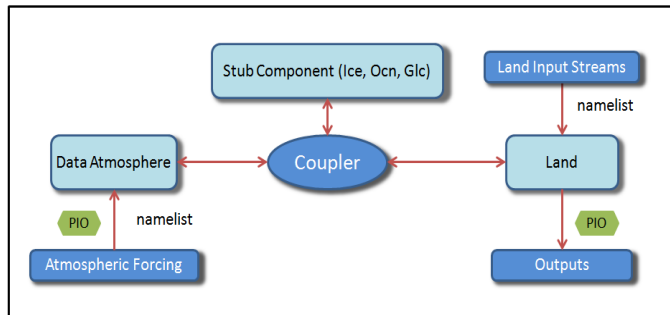 Stub Component (Ice, Ocn, Glc)
Land Input Streams
namelist
Data Atmosphere
Coupler
Land
PIO
namelist
PIO
Atmospheric Forcing
Outputs